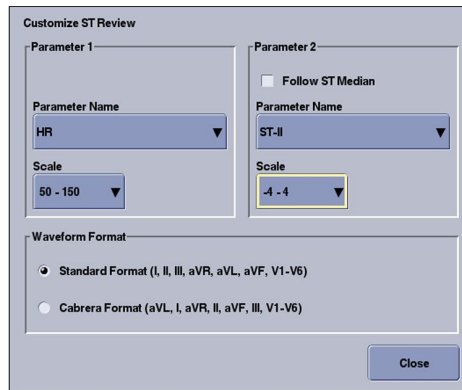 Customize ST Review
Parameter 1
Parameter Name
HR
Scale
50 - 150
Parameter 2
Follow ST Median
Parameter Name
ST-II
Scale
-4 - 4
Waveform Format
Standard Format (I, II, III, aVR, aVL, aVF, V1-V6)
Cabrera Format (aVL, I, aVR, II, aVF, III, V1-V6)
Close